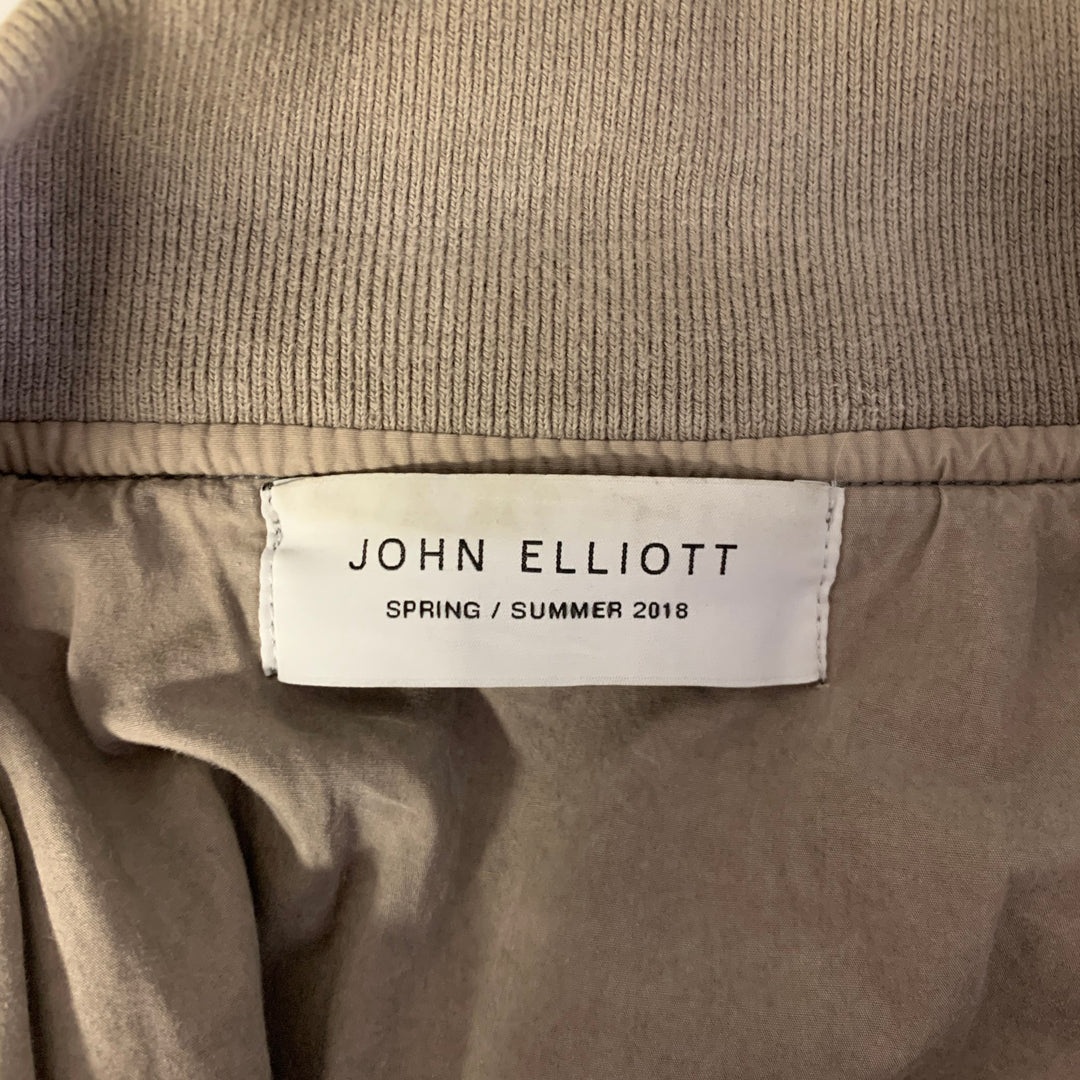 JOHN ELLIOTT
SPRING / SUMMER 2018